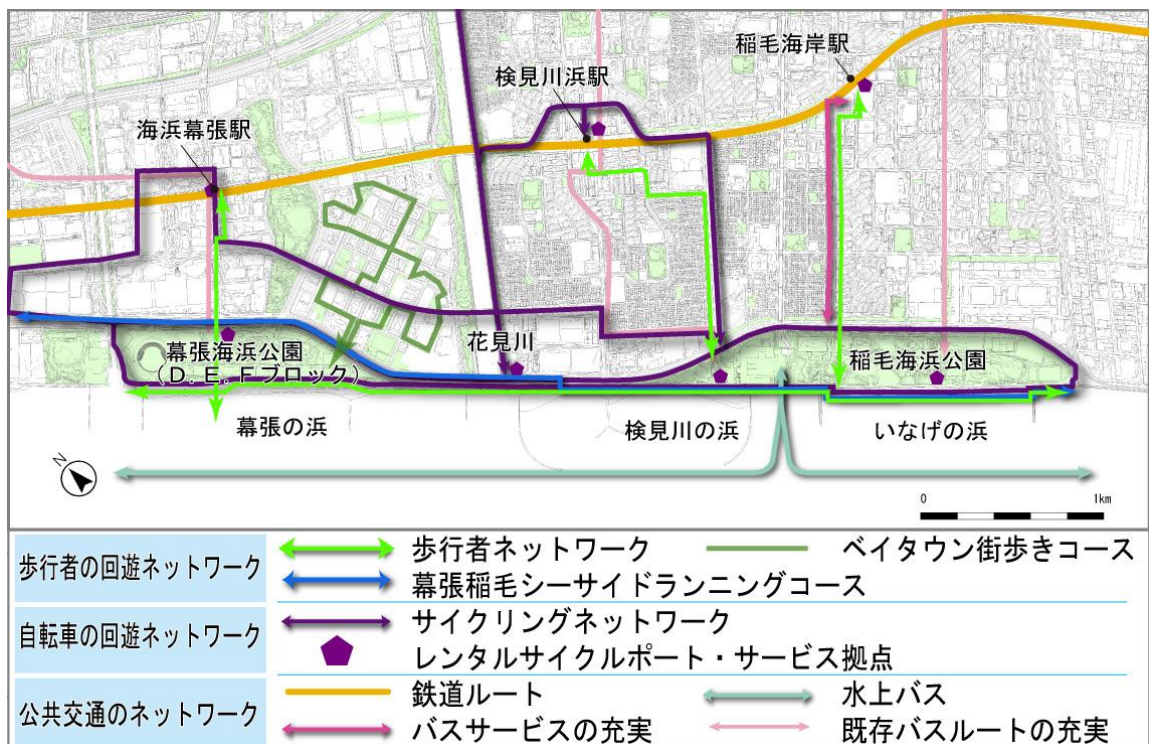 稲毛海岸駅
検見川浜駅
海浜幕張駅
花見川
幕張海浜公園
(D.E.Fブロック)
稲毛海浜公園
幕張の浜
検見川の浜
いなげの浜
N
0 1km
歩行者の回遊ネットワーク
歩行者ネットワーク
ベイタウン街歩きコース
幕張稲毛シーサイドランニングコース
自転車の回遊ネットワーク
サイクリングネットワーク
レンタルサイクルポート・サービス拠点
公共交通のネットワーク
鉄道ルート
水上バス
バスサービスの充実
既存バスルートの充実